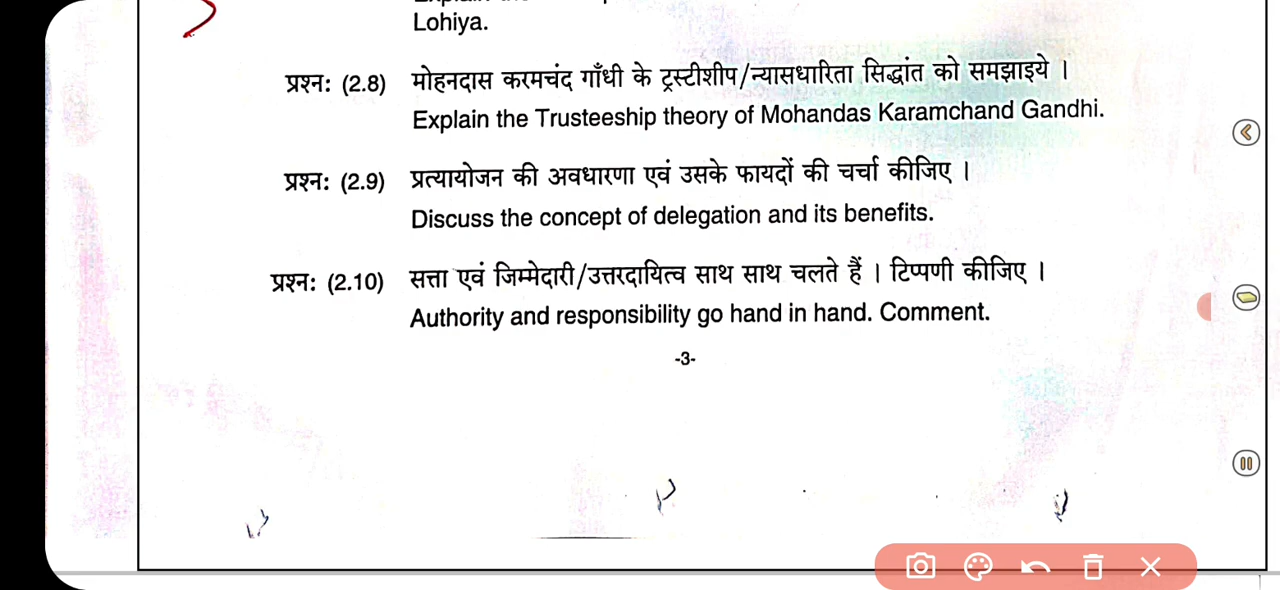 Lohiya.
प्रश्न: (2.8) मोहनदास करमचंद गाँधी के ट्रस्टीशीप/न्यासधारिता सिद्धांत को समझाइये ।
Explain the Trusteeship theory of Mohandas Karamchand Gandhi.
प्रश्न: (2.9) प्रत्यायोजन की अवधारणा एवं उसके फायदों की चर्चा कीजिए ।
Discuss the concept of delegation and its benefits.
प्रश्न: (2.10) सत्ता एवं जिम्मेदारी/उत्तरदायित्व साथ साथ चलते हैं । टिप्पणी कीजिए ।
Authority and responsibility go hand in hand. Comment.
-3-